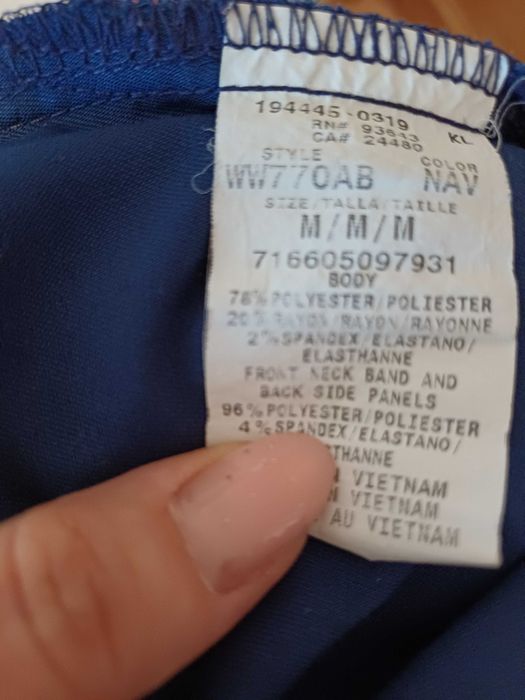 194445-0319
RN# 93643
CA# 24480
KL
STYLE
COLOR
WW770AB
NAV
SIZE/TALLA/TAILLE
M/M/M
716605097931
BODY
78% POLYESTER/POLIESTER
20% RAYON/RAYON/RAYONNE
2% SPANDEX/ELASTANO/
ELASTHANNE
FRONT NECK BAND AND
BACK SIDE PANELS
96% POLYESTER/POLIESTER
4% SPANDEX/ELASTANO/
THANNE
VIETNAM
VIETNAM
AU VIETNAM